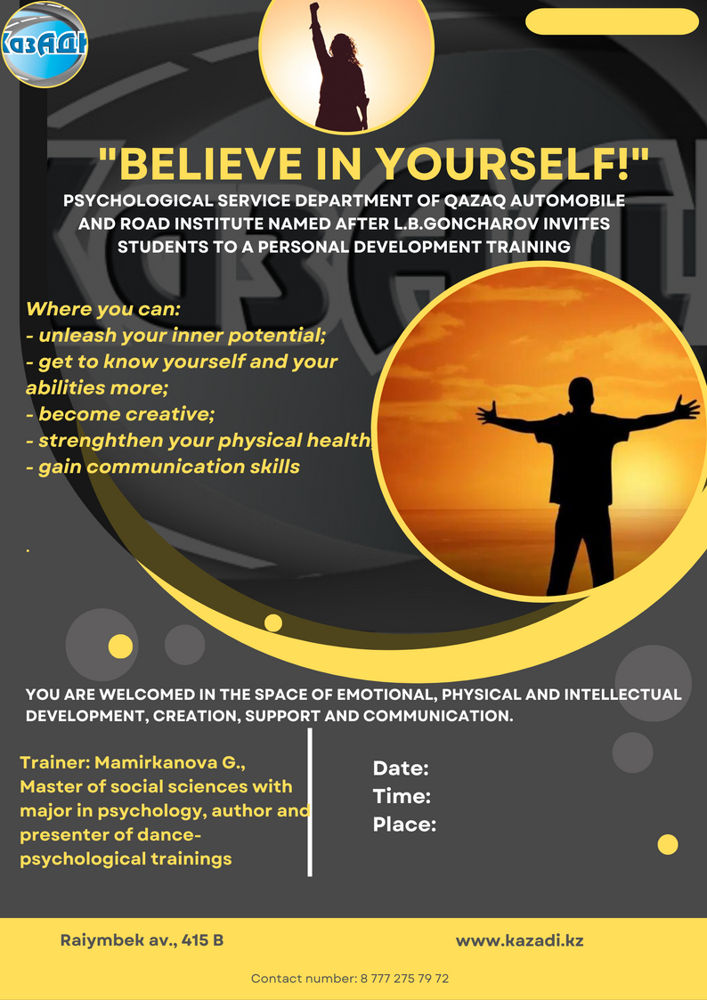 КазАДИ
"BELIEVE IN YOURSELF!"
PSYCHOLOGICAL SERVICE DEPARTMENT OF QAZAQ AUTOMOBILE
AND ROAD INSTITUTE NAMED AFTER L.B.GONCHAROV INVITES
STUDENTS TO A PERSONAL DEVELOPMENT TRAINING
Where you can:
- unleash your inner potential;
- get to know yourself and your
abilities more;
- become creative;
- strenghthen your physical health;
- gain communication skills
.
YOU ARE WELCOMED IN THE SPACE OF EMOTIONAL, PHYSICAL AND INTELLECTUAL
DEVELOPMENT, CREATION, SUPPORT AND COMMUNICATION.
Trainer: Mamirkanova G.,
Master of social sciences with
major in psychology, author and
presenter of dance-
psychological trainings
Date:
Time:
Place:
Raiymbek av., 415 B
www.kazadi.kz
Contact number: 8 777 275 79 72